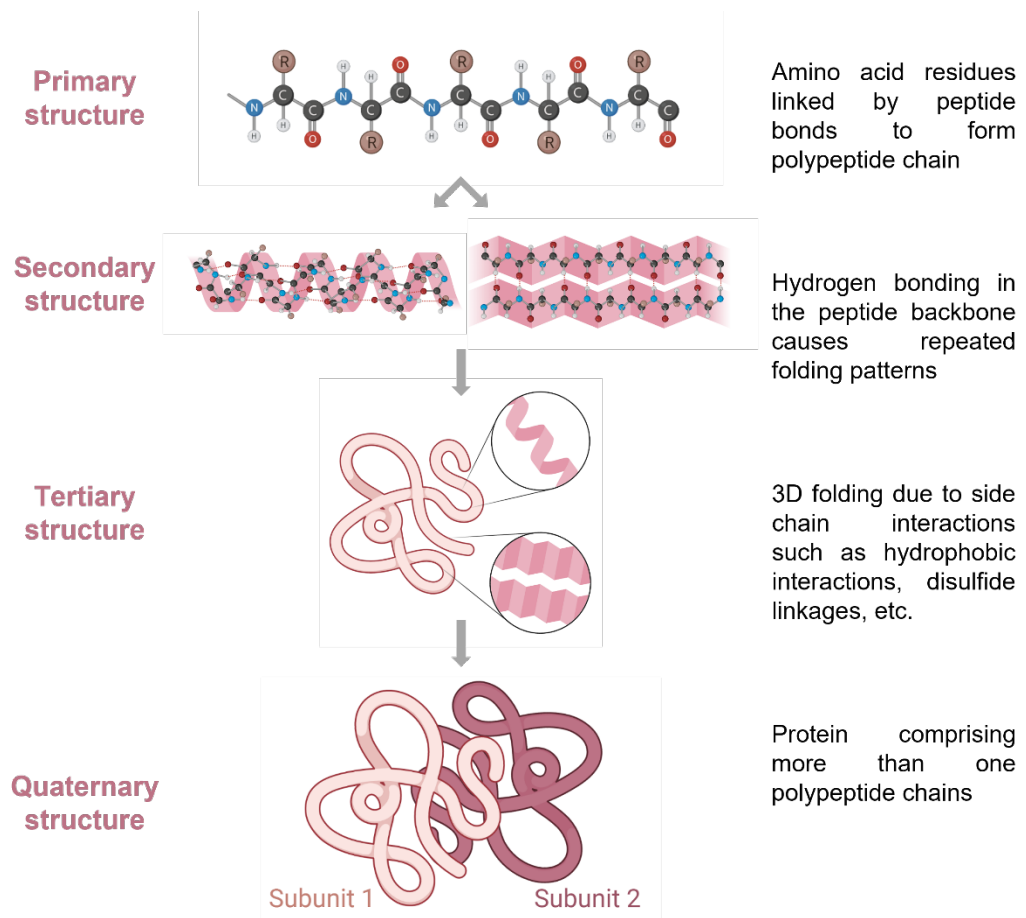 Primary
structure
R
H
H
O
R
H
H
O
R
N
C
C
N
C
C
N
C
C
N
C
C
N
C
C
H
H
O
R
H
H
O
R
H
H
O
Amino acid residues
linked by peptide
bonds to form
polypeptide chain
Secondary
structure
Hydrogen bonding in
the peptide backbone
causes repeated
folding patterns
Tertiary
structure
3D folding due to side
chain interactions
such as hydrophobic
interactions, disulfide
linkages, etc.
Quaternary
structure
Protein comprising
more than one
polypeptide chains
Subunit 1
Subunit 2